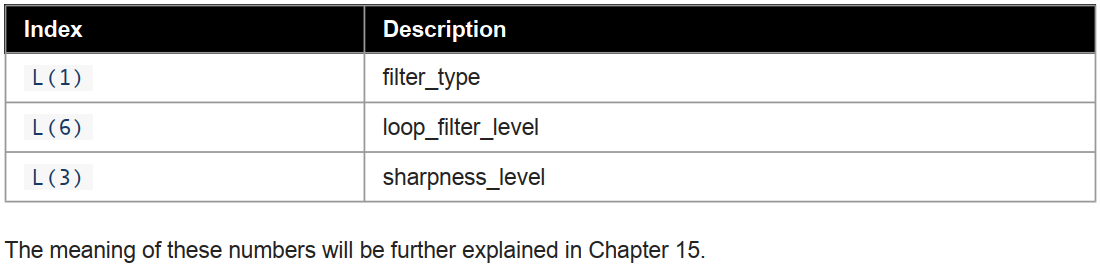 Index Description
L(1) filter_type
L(6) loop_filter_level
L(3) sharpness_level
The meaning of these numbers will be further explained in Chapter 15.